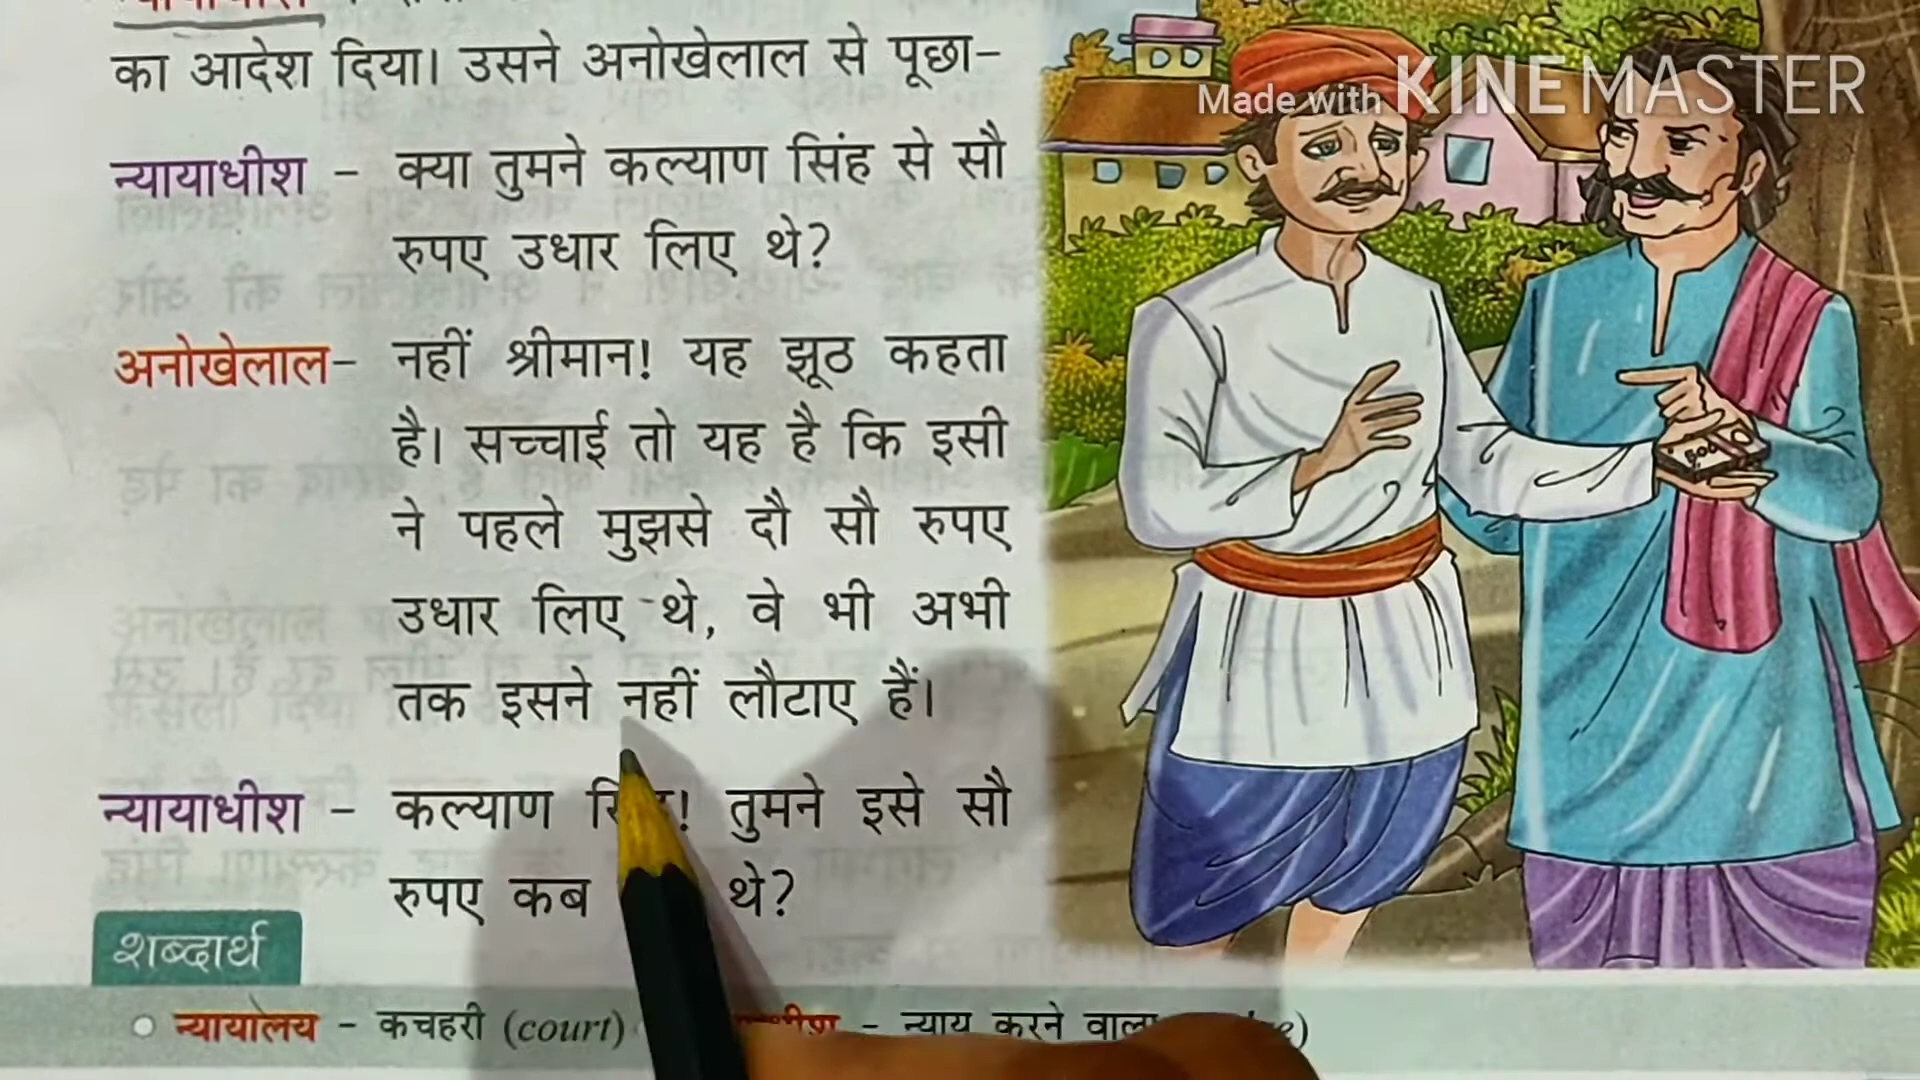 का आदेश दिया। उसने अनोखेलाल से पूछा-
Made with KINEMASTER
न्यायाधीश - क्या तुमने कल्याण सिंह से सौ
रुपए उधार लिए थे?
अनोखेलाल- नहीं श्रीमान! यह झूठ कहता
है। सच्चाई तो यह है कि इसी
ने पहले मुझसे दौ सौ रुपए
उधार लिए थे, वे भी अभी
तक इसने नहीं लौटाए हैं।
न्यायाधीश - कल्याण ! तुमने इसे सौ
रुपए कब थे?
शब्दार्थ
न्यायालय - कचहरी (court) - न्याय करने वाला
500